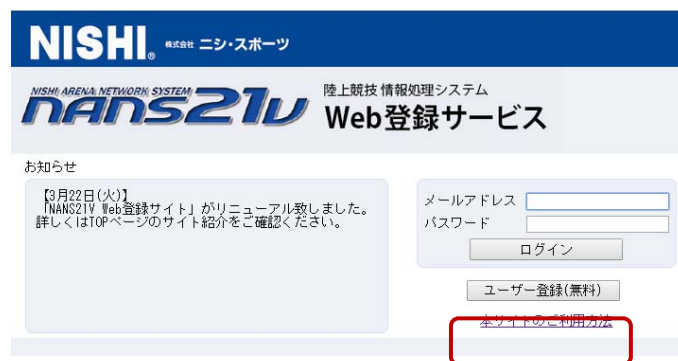 NISHI® 株式会社 ニシ・スポーツ
NISHI ARENA NETWORK SYSTEM
nans21v
陸上競技 情報処理システム
Web登録サービス
お知らせ
【3月22日(火)】
「NANS21V Web登録サイト」がリニューアル致しました。
詳しくはTOPページのサイト紹介をご確認ください。
メールアドレス
パスワード
ログイン
ユーザー登録(無料)
本サイトのご利用方法